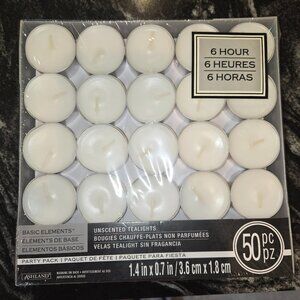 6 HOUR
6 HEURES
6 HORAS
BASIC ELEMENTS™
ÉLÉMENTS DE BASE
ELEMENTOS BÁSICOS
UNSCENTED TEALIGHTS
BOUGIES CHAUFFE-PLATS NON PARFUMÉES
VELAS TEALIGHT SIN FRAGANCIA
PARTY PACK | PAQUET DE FÊTE | PAQUETE PARA FIESTA
50 pc
pz
ASHLAND
1.4 in x 0.7 in / 3.6 cm x 1.8 cm